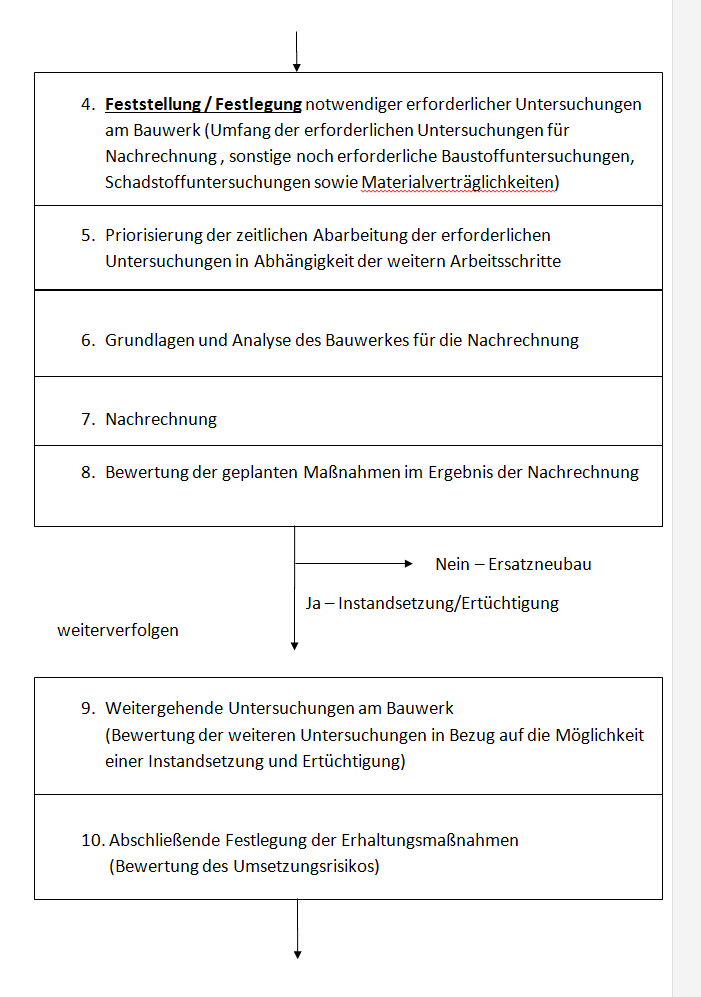 4. Feststellung / Festlegung notwendiger erforderlicher Untersuchungen
am Bauwerk (Umfang der erforderlichen Untersuchungen für
Nachrechnung , sonstige noch erforderliche Baustoffuntersuchungen,
Schadstoffuntersuchungen sowie Materialverträglichkeiten)
5. Priorisierung der zeitlichen Abarbeitung der erforderlichen
Untersuchungen in Abhängigkeit der weitern Arbeitsschritte
6. Grundlagen und Analyse des Bauwerkes für die Nachrechnung
7. Nachrechnung
8. Bewertung der geplanten Maßnahmen im Ergebnis der Nachrechnung
Nein – Ersatzneubau
Ja – Instandsetzung/Ertüchtigung
weiterverfolgen
9. Weitergehende Untersuchungen am Bauwerk
(Bewertung der weiteren Untersuchungen in Bezug auf die Möglichkeit
einer Instandsetzung und Ertüchtigung)
10. Abschließende Festlegung der Erhaltungsmaßnahmen
(Bewertung des Umsetzungsrisikos)